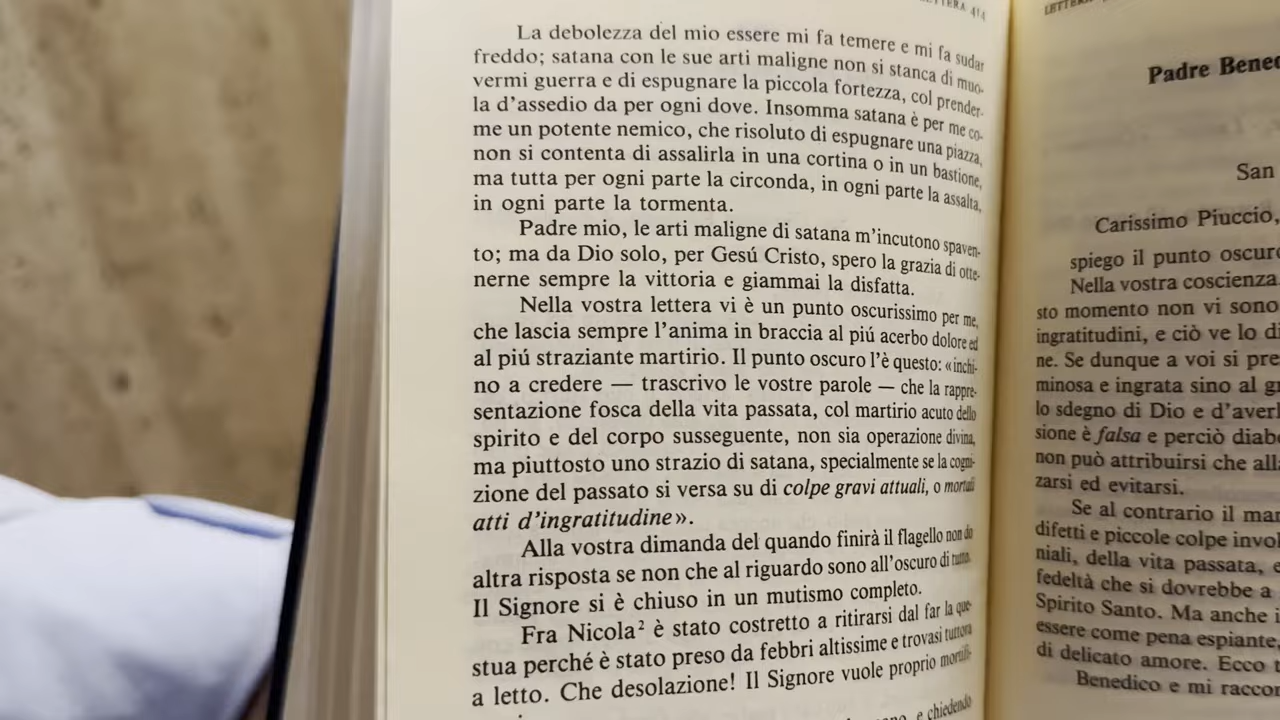 LETTERA 414
La debolezza del mio essere mi fa temere e mi fa sudar
freddo; satana con le sue arti maligne non si stanca di muo-
vermi guerra e di espugnare la piccola fortezza, col prender-
la d'assedio da per ogni dove. Insomma satana è per me co-
me un potente nemico, che risoluto di espugnare una piazza,
non si contenta di assalirla in una cortina o in un bastione,
ma tutta per ogni parte la circonda, in ogni parte la assalta,
in ogni parte la tormenta.
Padre mio, le arti maligne di satana m'incutono spaven-
to; ma da Dio solo, per Gesú Cristo, spero la grazia di otte-
nerne sempre la vittoria e giammai la disfatta.
Nella vostra lettera vi è un punto oscurissimo per me,
che lascia sempre l'anima in braccia al piú acerbo dolore ed
al piú straziante martirio. Il punto oscuro l'è questo: «inchi-
no a credere — trascrivo le vostre parole — che la rappre-
sentazione fosca della vita passata, col martirio acuto dello
spirito e del corpo susseguente, non sia operazione divina,
ma piuttosto uno strazio di satana, specialmente se la cogni-
zione del passato si versa su di colpe gravi attuali, o mortali
atti d'ingratitudine».
Alla vostra dimanda del quando finirà il flagello non do
altra risposta se non che al riguardo sono all'oscuro di tutto.
Il Signore si è chiuso in un mutismo completo.
Fra Nicola² è stato costretto a ritirarsi dal far la que-
stua perché è stato preso da febbri altissime e trovasi tuttora
a letto. Che desolazione! Il Signore vuole proprio mortifi-
e chiedendo
Padre Bened
San
Carissimo Piuccio,
spiego il punto oscuro
Nella vostra coscienza
sto momento non vi sono
ingratitudini, e ciò ve lo di
ne. Se dunque a voi si pre
minosa e ingrata sino al gr
lo sdegno di Dio e d'averl
sione è falsa e perciò diabo
non può attribuirsi che alla
zarsi ed evitarsi.
Se al contrario il mar
difetti e piccole colpe invol
niali, della vita passata, e
fedeltà che si dovrebbe a
Spirito Santo. Ma anche i
essere come pena espiante,
di delicato amore. Ecco t
Benedico e mi raccor